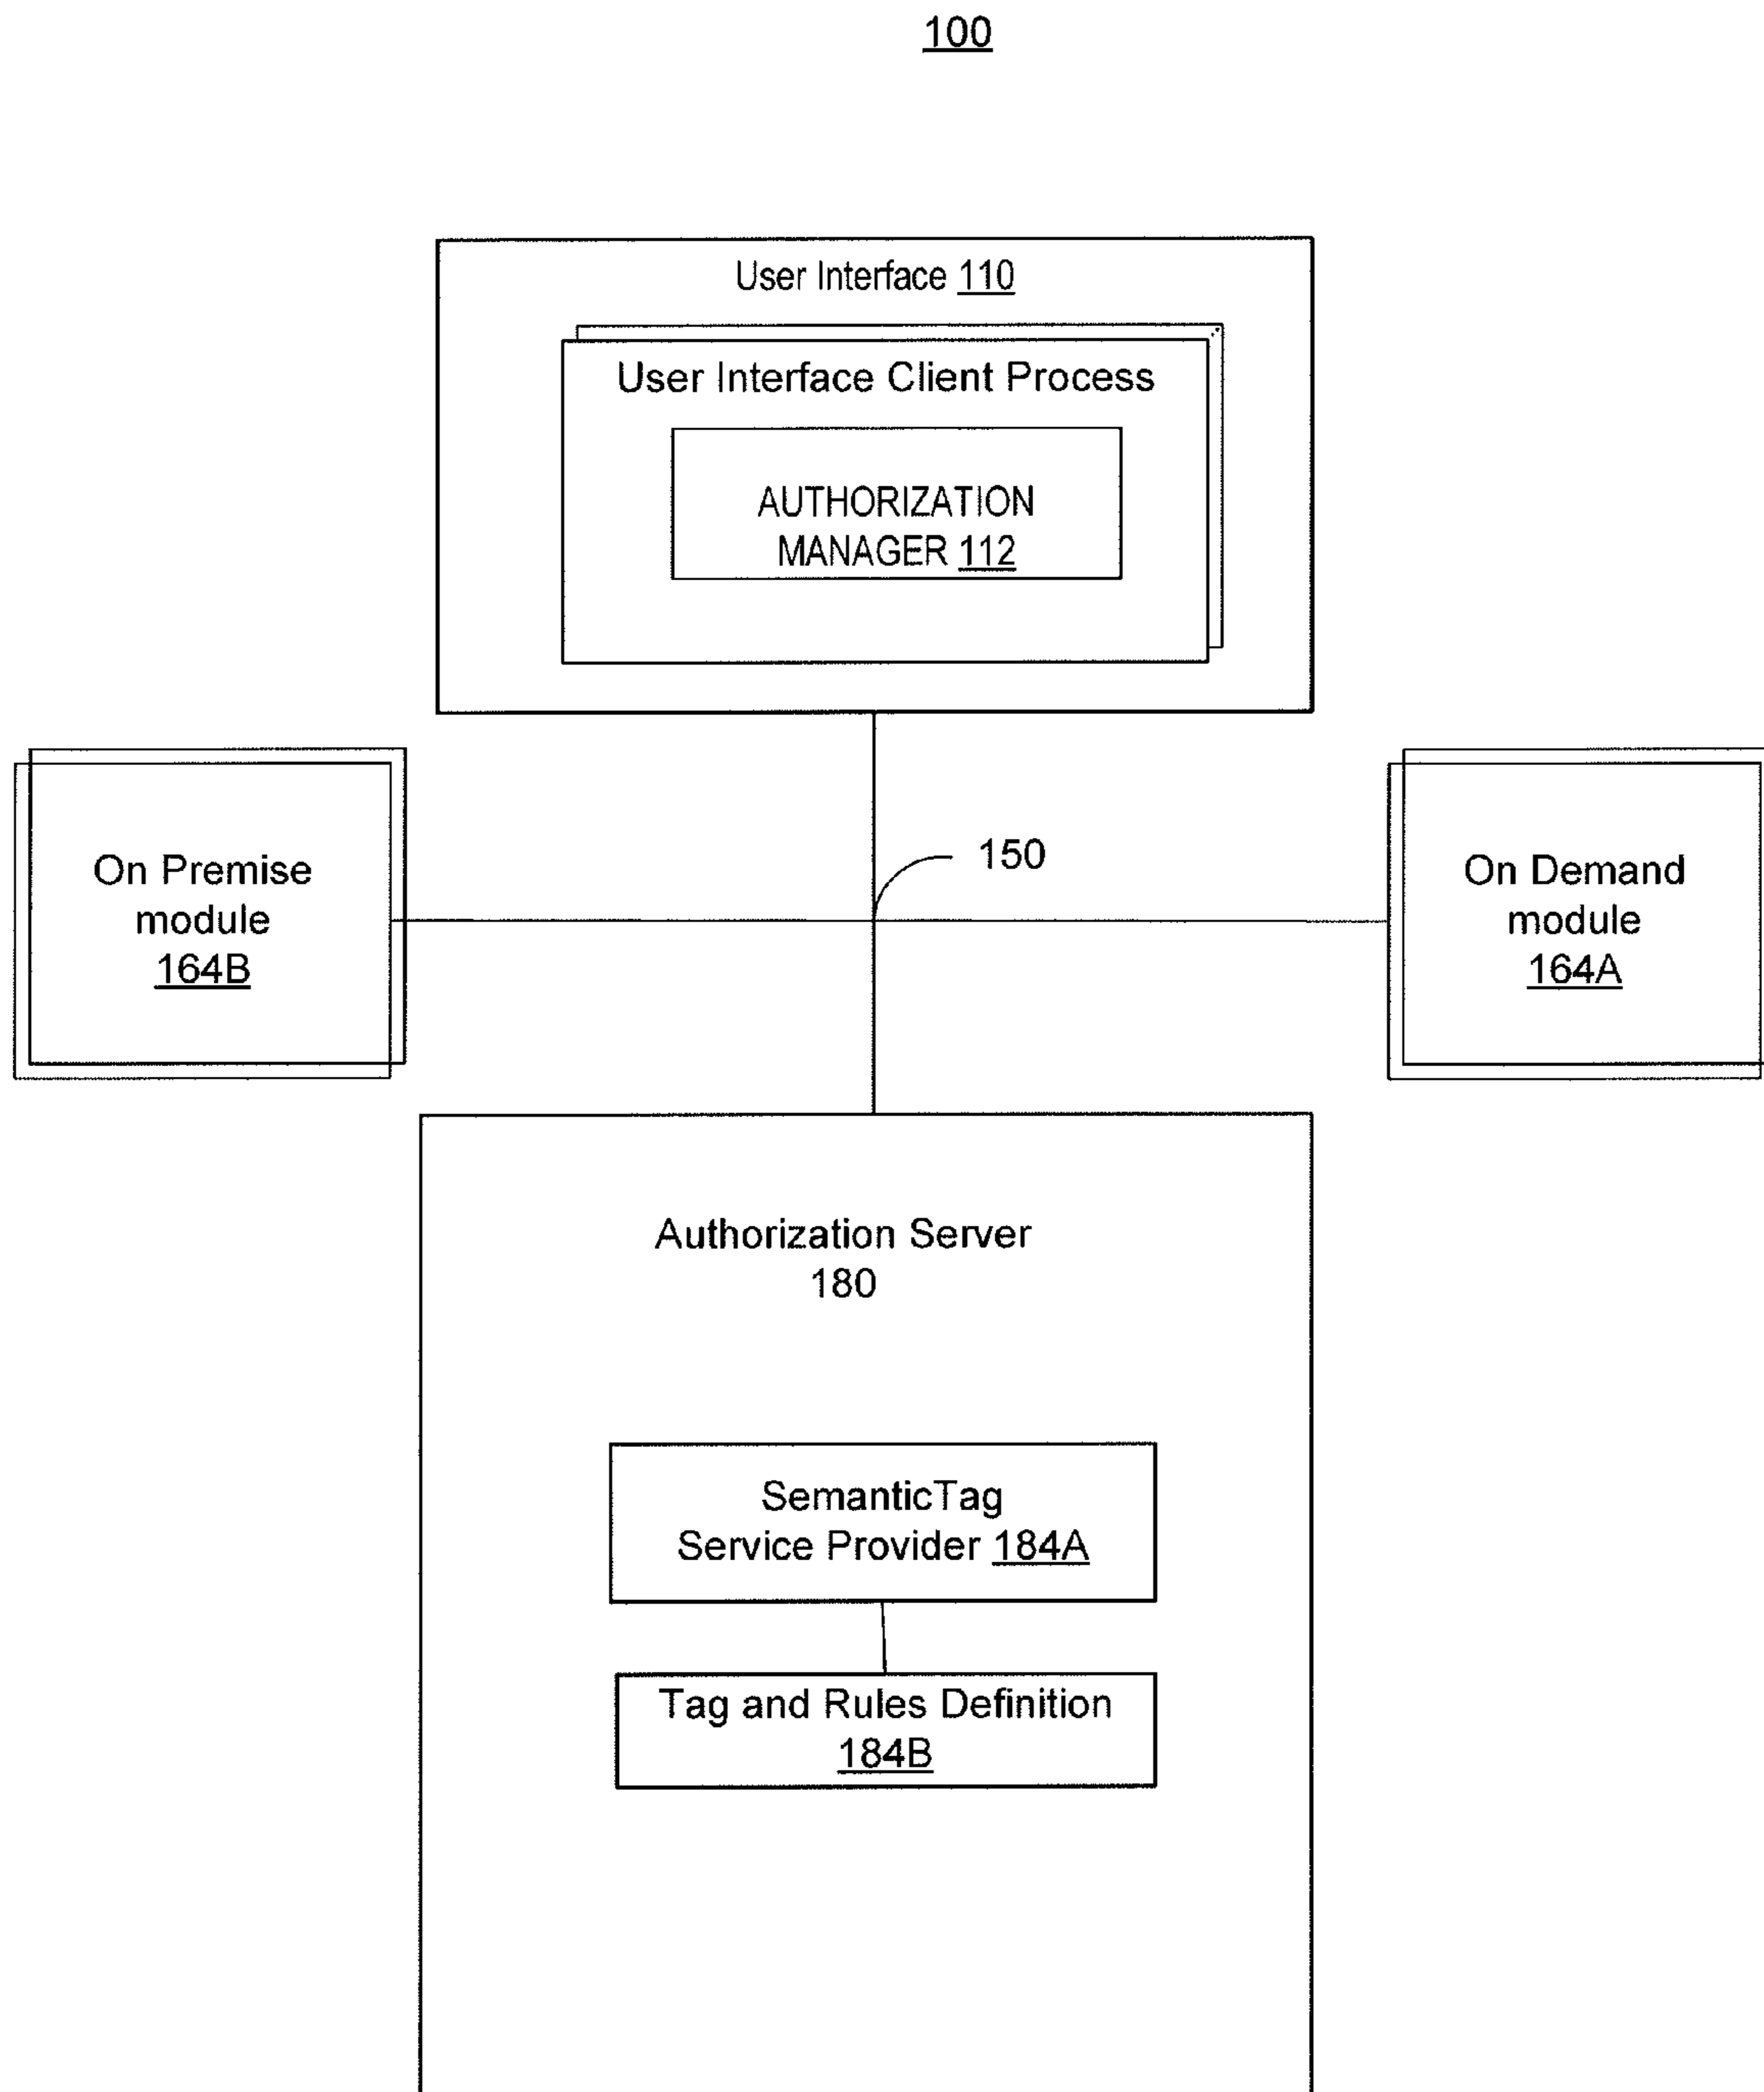 100
User Interface 110
User Interface Client Process
AUTHORIZATION
MANAGER 112
150
On Premise
module
164B
On Demand
module
164A
Authorization Server
180
SemanticTag
Service Provider 184A
Tag and Rules Definition
184B